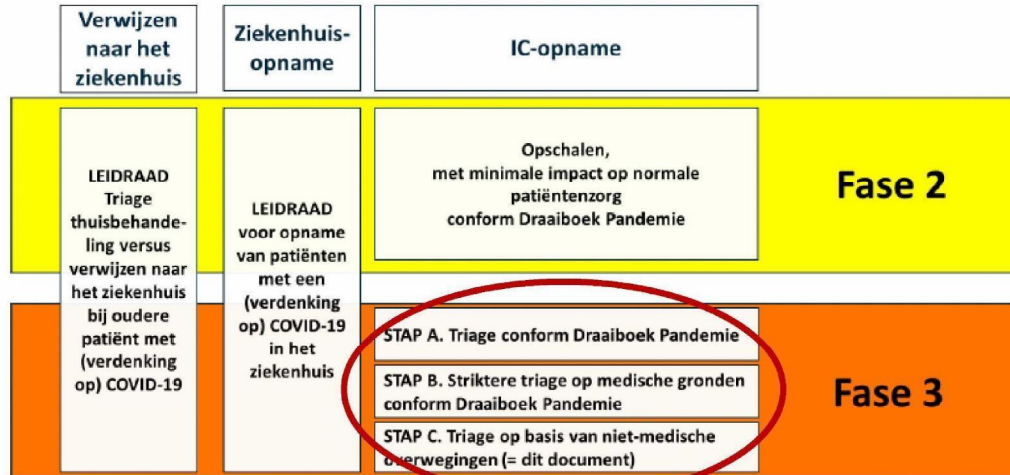 Verwijzen
naar het
ziekenhuis
Ziekenhuis-
opname
IC-opname
LEIDRAAD
Triage
thuisbehande-
ling versus
verwijzen naar
het ziekenhuis
bij oudere
patiënt met
(verdenking
op) COVID-19
LEIDRAAD
voor opname
van patiënten
met een
(verdenking
op) COVID-19
in het
ziekenhuis
Opschalen,
met minimale impact op normale
patiëntenzorg
conform Draaiboek Pandemie
Fase 2
STAP A. Triage conform Draaiboek Pandemie
STAP B. Striktere triage op medische gronden
conform Draaiboek Pandemie
STAP C. Triage op basis van niet-medische
overwegingen (= dit document)
Fase 3